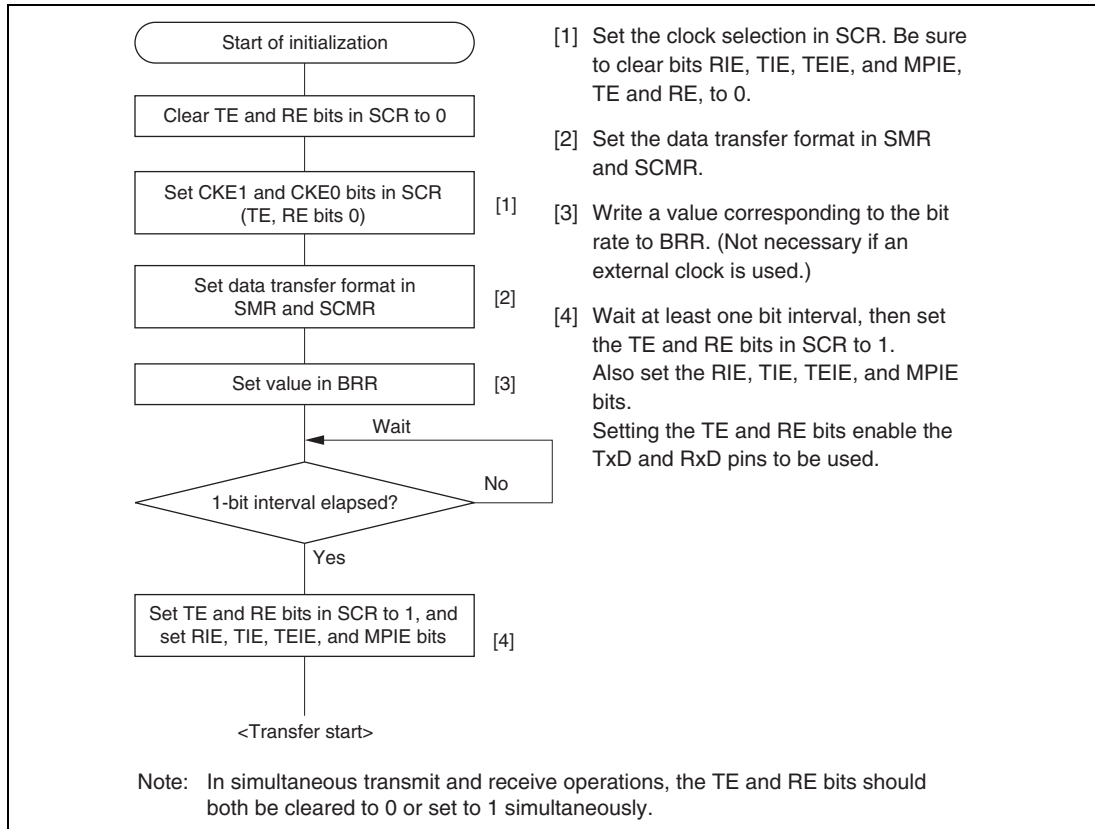 Start of initialization
Clear TE and RE bits in SCR to 0
Set CKE1 and CKE0 bits in SCR
(TE, RE bits 0)
[1]
Set data transfer format in
SMR and SCMR
[2]
Set value in BRR
[3]
Wait
1-bit interval elapsed?
No
Yes
Set TE and RE bits in SCR to 1, and
set RIE, TIE, TEIE, and MPIE bits
[4]
<Transfer start>
[1] Set the clock selection in SCR. Be sure
to clear bits RIE, TIE, TEIE, and MPIE,
TE and RE, to 0.
[2] Set the data transfer format in SMR
and SCMR.
[3] Write a value corresponding to the bit
rate to BRR. (Not necessary if an
external clock is used.)
[4] Wait at least one bit interval, then set
the TE and RE bits in SCR to 1.
Also set the RIE, TIE, TEIE, and MPIE
bits.
Setting the TE and RE bits enable the
TxD and RxD pins to be used.
Note: In simultaneous transmit and receive operations, the TE and RE bits should
both be cleared to 0 or set to 1 simultaneously.